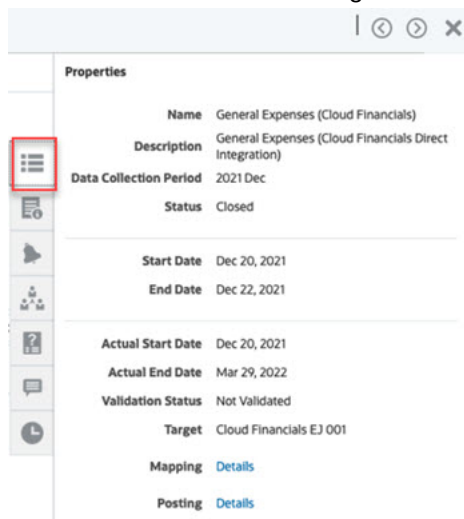 Properties
Name General Expenses (Cloud Financials)
Description General Expenses (Cloud Financials Direct
Integration)
Data Collection Period 2021 Dec
Status Closed
Start Date Dec 20, 2021
End Date Dec 22, 2021
Actual Start Date Dec 20, 2021
Actual End Date Mar 29, 2022
Validation Status Not Validated
Target Cloud Financials EJ 001
Mapping Details
Posting Details